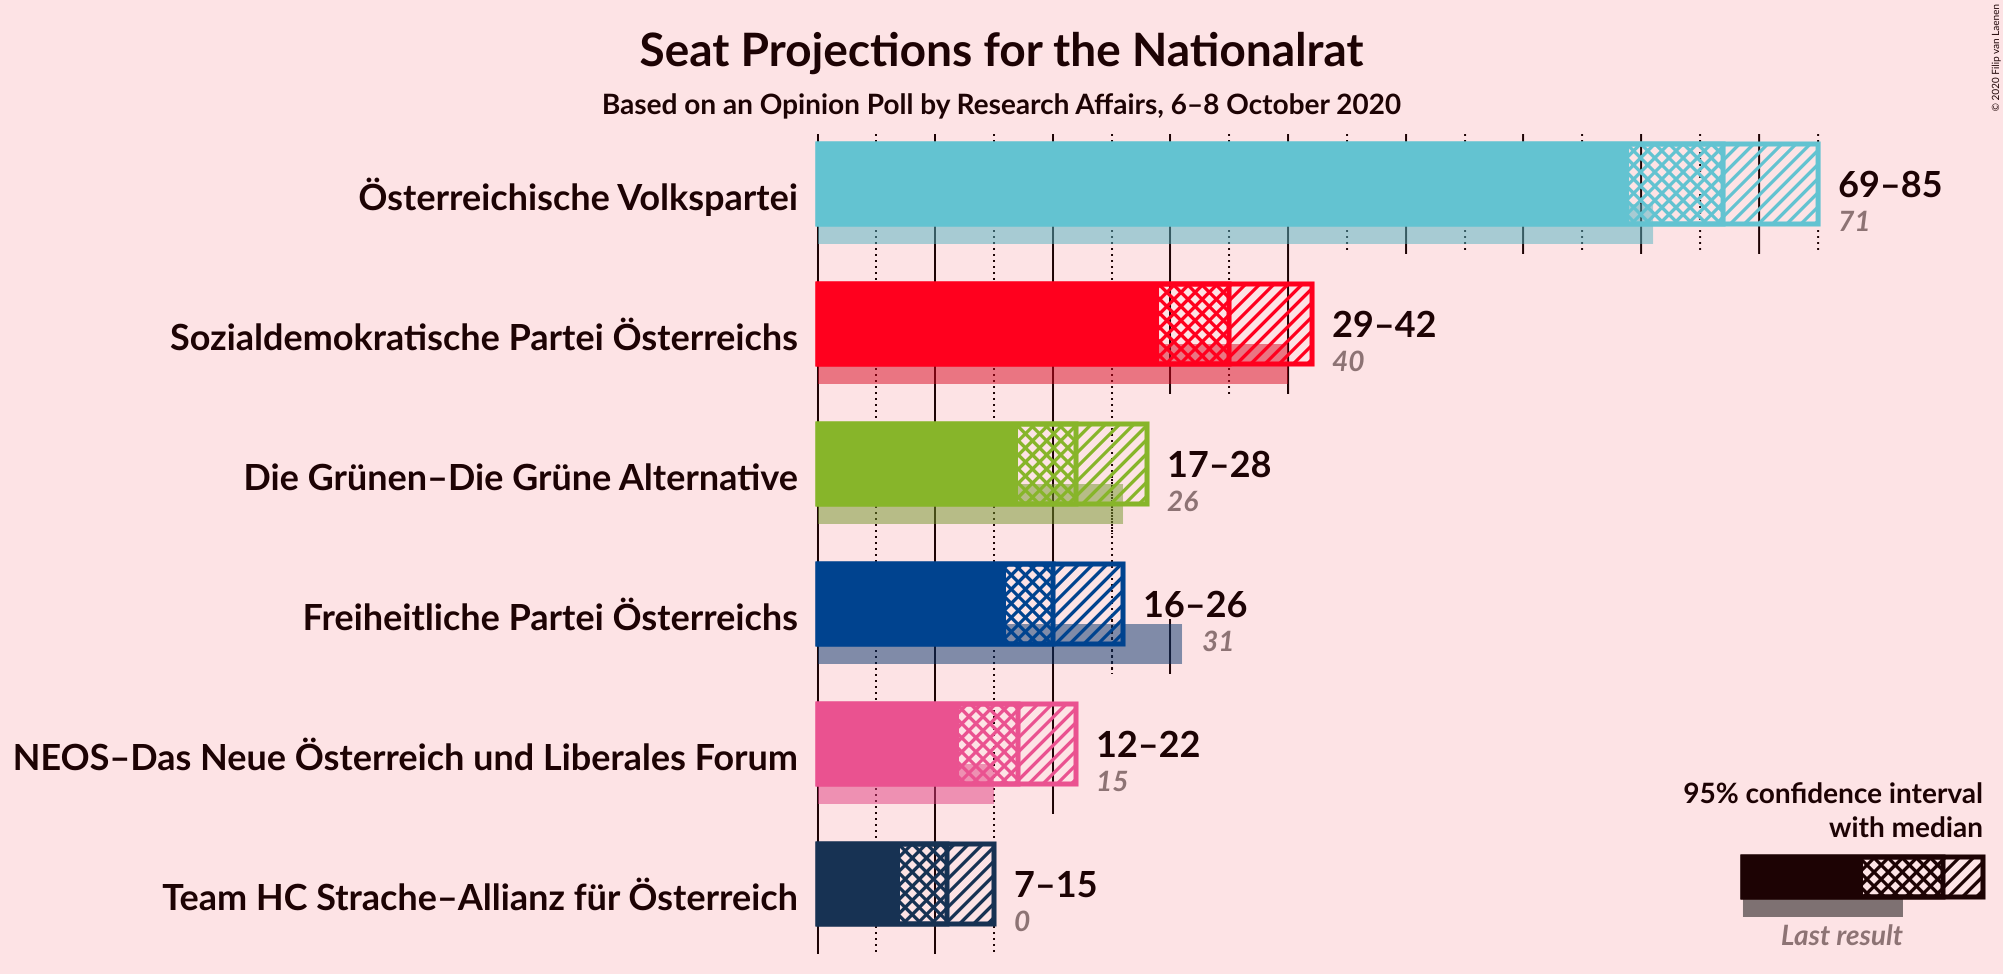 Seat Projections for the Nationalrat
Based on an Opinion Poll by Research Affairs, 6–8 October 2020
© 2020 Filip van Laenen
Österreichische Volkspartei
69–85
71
Sozialdemokratische Partei Österreichs
29–42
40
Die Grünen–Die Grüne Alternative
17–28
26
Freiheitliche Partei Österreichs
16–26
31
NEOS–Das Neue Österreich und Liberales Forum
12–22
15
Team HC Strache–Allianz für Österreich
7–15
0
95% confidence interval
with median
Last result